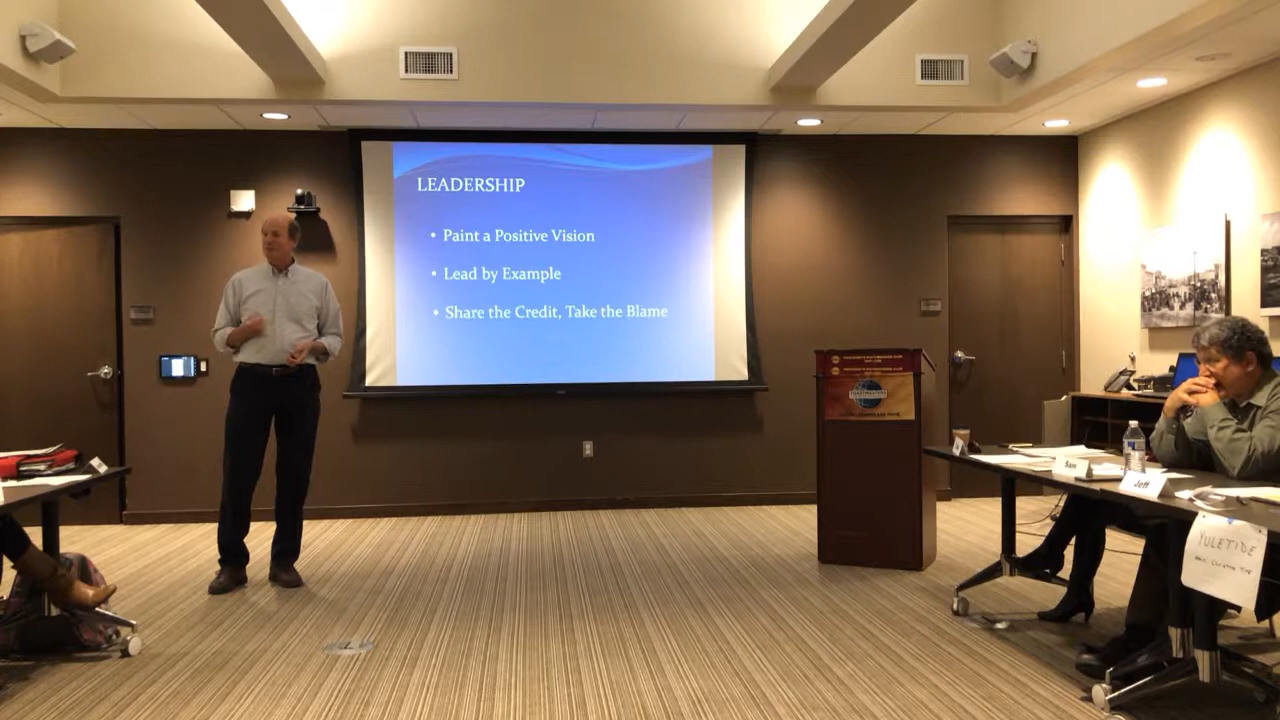 LEADERSHIP
• Paint a Positive Vision
• Lead by Example
• Share the Credit, Take the Blame
TOASTMASTERS
Sam
Jeff
YULETIDE